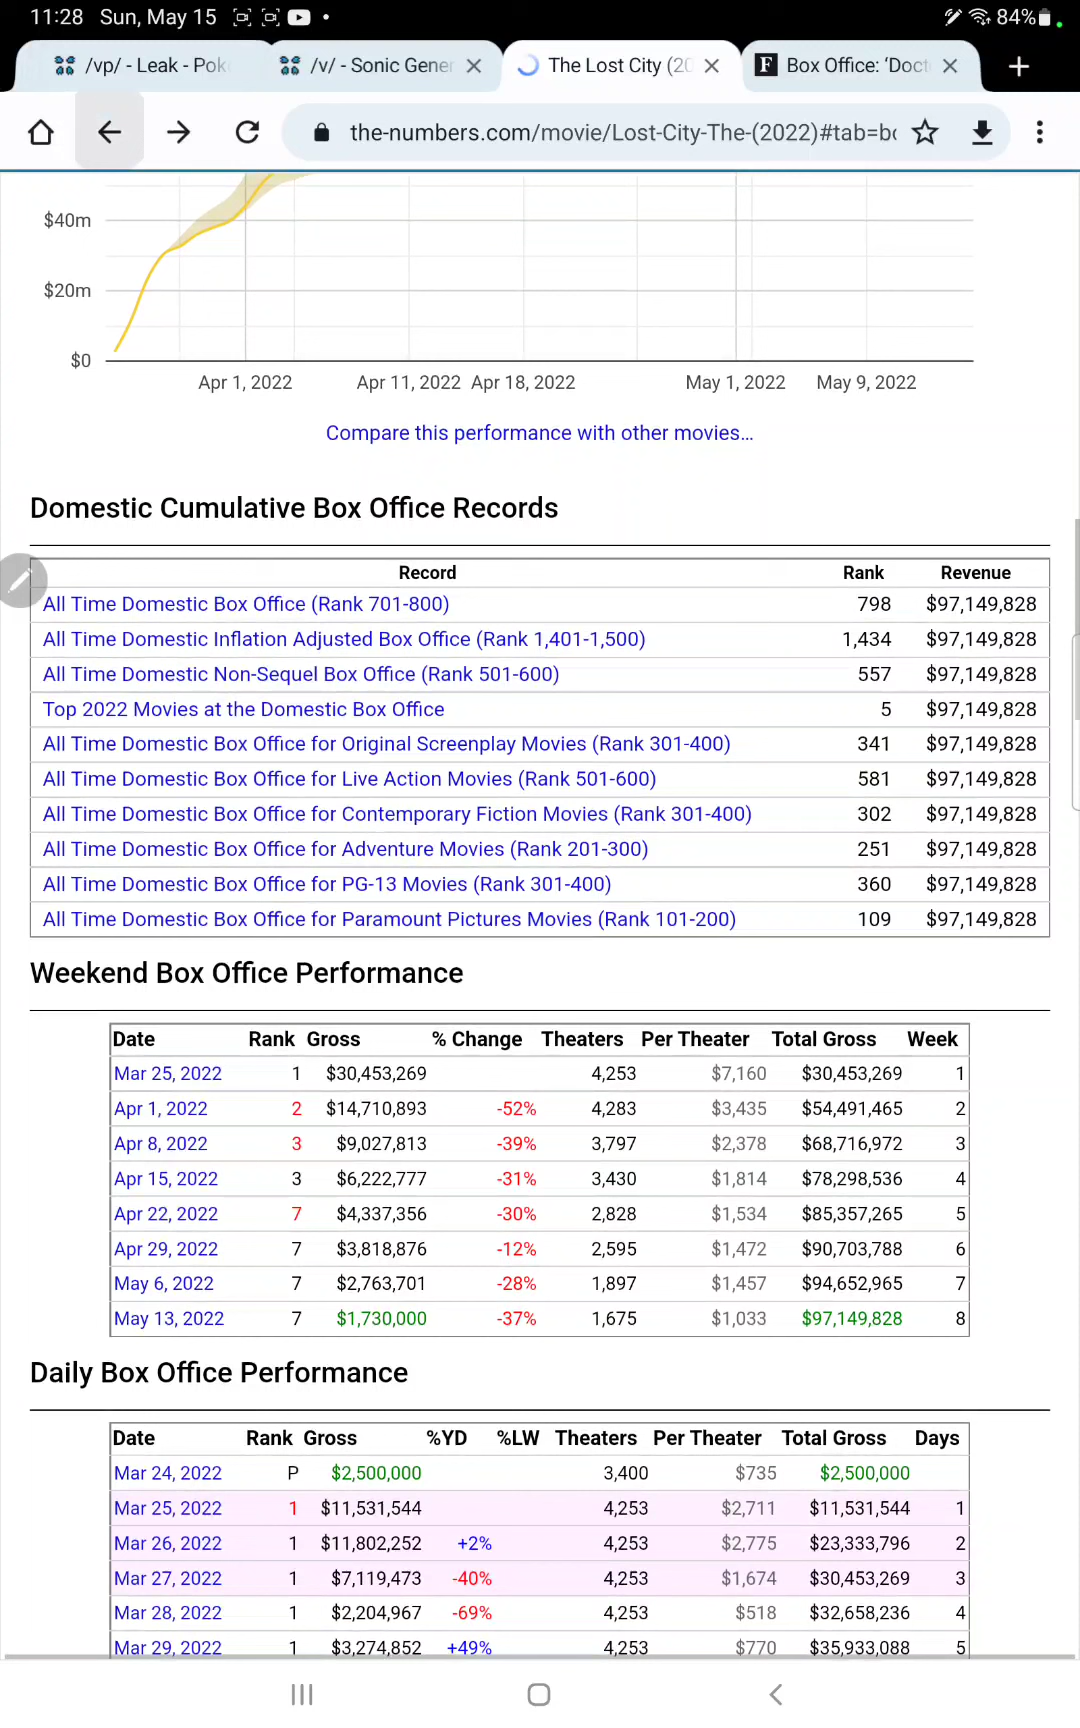 11:28 Sun, May 15 84%
/vp/ - Leak - Pok /v/ - Sonic Gener The Lost City (20 F Box Office: ‘Doct
the-numbers.com/movie/Lost-City-The-(2022)#tab=bo
$40m
$20m
$0
Apr 1, 2022 Apr 11, 2022 Apr 18, 2022 May 1, 2022 May 9, 2022
Compare this performance with other movies…
Domestic Cumulative Box Office Records
Record Rank Revenue
All Time Domestic Box Office (Rank 701-800) 798 $97,149,828
All Time Domestic Inflation Adjusted Box Office (Rank 1,401-1,500) 1,434 $97,149,828
All Time Domestic Non-Sequel Box Office (Rank 501-600) 557 $97,149,828
Top 2022 Movies at the Domestic Box Office 5 $97,149,828
All Time Domestic Box Office for Original Screenplay Movies (Rank 301-400) 341 $97,149,828
All Time Domestic Box Office for Live Action Movies (Rank 501-600) 581 $97,149,828
All Time Domestic Box Office for Contemporary Fiction Movies (Rank 301-400) 302 $97,149,828
All Time Domestic Box Office for Adventure Movies (Rank 201-300) 251 $97,149,828
All Time Domestic Box Office for PG-13 Movies (Rank 301-400) 360 $97,149,828
All Time Domestic Box Office for Paramount Pictures Movies (Rank 101-200) 109 $97,149,828
Weekend Box Office Performance
Date Rank Gross % Change Theaters Per Theater Total Gross Week
Mar 25, 2022 1 $30,453,269 4,253 $7,160 $30,453,269 1
Apr 1, 2022 2 $14,710,893 -52% 4,283 $3,435 $54,491,465 2
Apr 8, 2022 3 $9,027,813 -39% 3,797 $2,378 $68,716,972 3
Apr 15, 2022 3 $6,222,777 -31% 3,430 $1,814 $78,298,536 4
Apr 22, 2022 7 $4,337,356 -30% 2,828 $1,534 $85,357,265 5
Apr 29, 2022 7 $3,818,876 -12% 2,595 $1,472 $90,703,788 6
May 6, 2022 7 $2,763,701 -28% 1,897 $1,457 $94,652,965 7
May 13, 2022 7 $1,730,000 -37% 1,675 $1,033 $97,149,828 8
Daily Box Office Performance
Date Rank Gross %YD %LW Theaters Per Theater Total Gross Days
Mar 24, 2022 P $2,500,000 3,400 $735 $2,500,000
Mar 25, 2022 1 $11,531,544 4,253 $2,711 $11,531,544 1
Mar 26, 2022 1 $11,802,252 +2% 4,253 $2,775 $23,333,796 2
Mar 27, 2022 1 $7,119,473 -40% 4,253 $1,674 $30,453,269 3
Mar 28, 2022 1 $2,204,967 -69% 4,253 $518 $32,658,236 4
Mar 29, 2022 1 $3,274,852 +49% 4,253 $770 $35,933,088 5